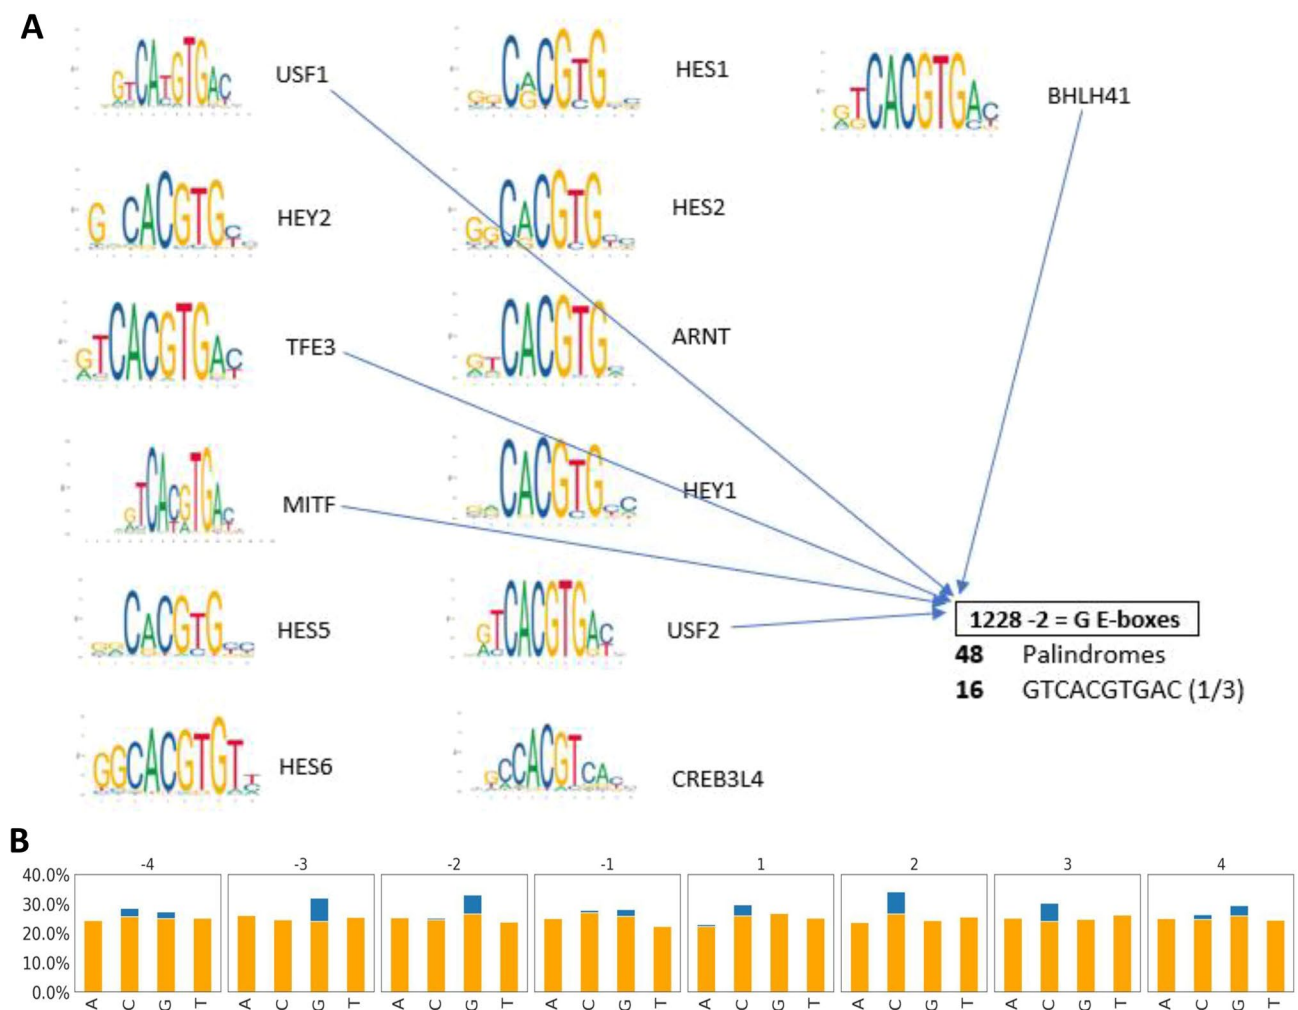 A
USF1
HES1
BHLH41
HEY2
HES2
TFE3
ARNT
MITF
HEY1
HES5
USF2
1228 -2 = G E-boxes
48 Palindromes
16 GTCACGTGAC (1/3)
HES6
CREB3L4
B
-4 -3 -2 -1 1 2 3 4
40.0%
30.0%
20.0%
10.0%
0.0%
A C G T A C G T A C G T A C G T A C G T A C G T A C G T A C G T